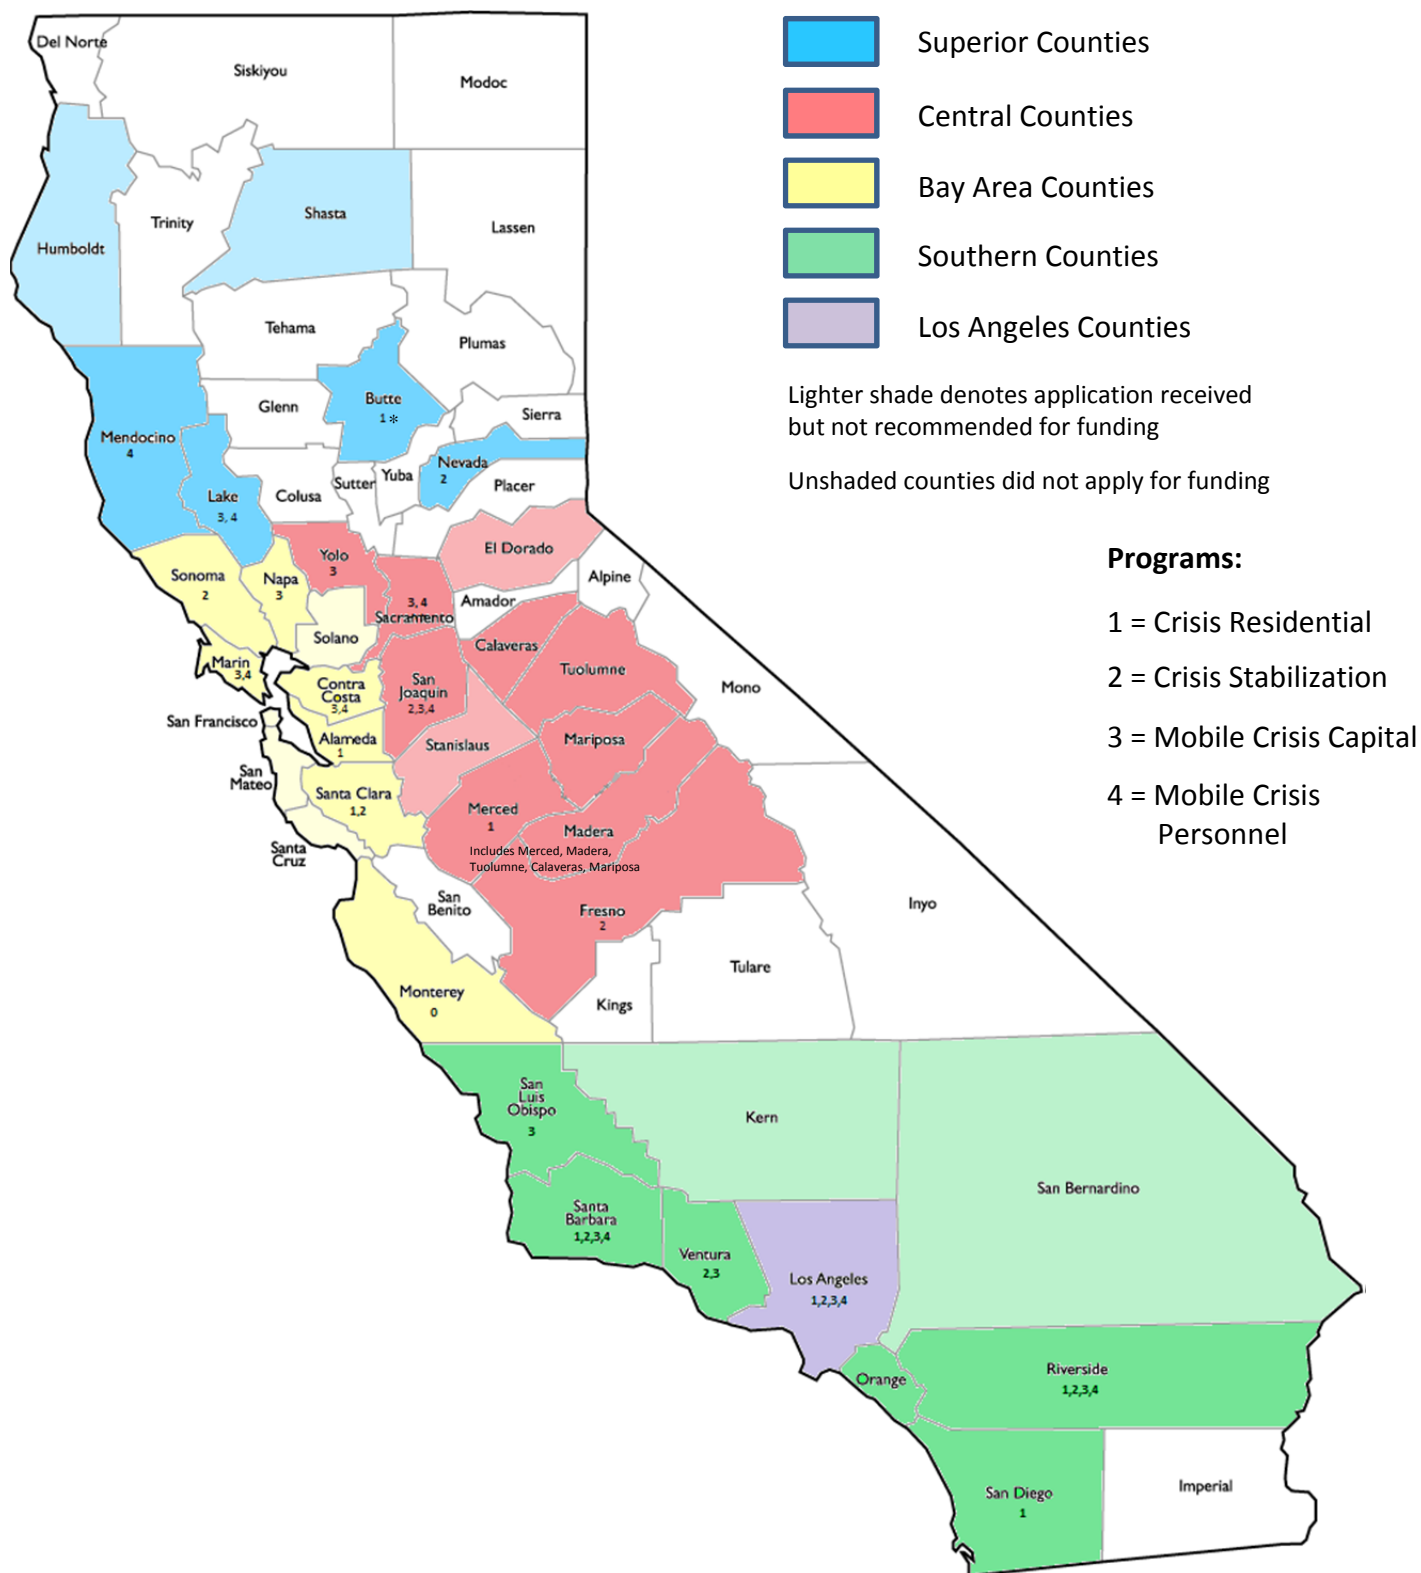 Del Norte
Siskiyou
Modoc
Humboldt
Trinity
Shasta
Lassen
Tehama
Plumas
Glenn
Butte
1 *
Sierra
Mendocino
4
Lake
3, 4
Colusa
Sutter
Yuba
Nevada
2
Placer
El Dorado
Yolo
3
Sonoma
2
Napa
3
3, 4
Sacramento
Amador
Alpine
Solano
Calaveras
Marin
3,4
Contra
Costa
3,4
San
Joaquin
2,3,4
Tuolumne
Mono
San Francisco
Alameda
1
Stanislaus
Mariposa
San
Mateo
Santa Clara
1,2
Merced
1
Madera
Includes Merced, Madera,
Tuolumne, Calaveras, Mariposa
Santa
Cruz
San
Benito
Fresno
2
Inyo
Monterey
0
Kings
Tulare
San
Luis
Obispo
3
Kern
San Bernardino
Santa
Barbara
1,2,3,4
Ventura
2,3
Los Angeles
1,2,3,4
Orange
Riverside
1,2,3,4
San Diego
1
Imperial
Superior Counties
Central Counties
Bay Area Counties
Southern Counties
Los Angeles Counties
Lighter shade denotes application received
but not recommended for funding
Unshaded counties did not apply for funding
Programs:
1 = Crisis Residential
2 = Crisis Stabilization
3 = Mobile Crisis Capital
4 = Mobile Crisis
Personnel